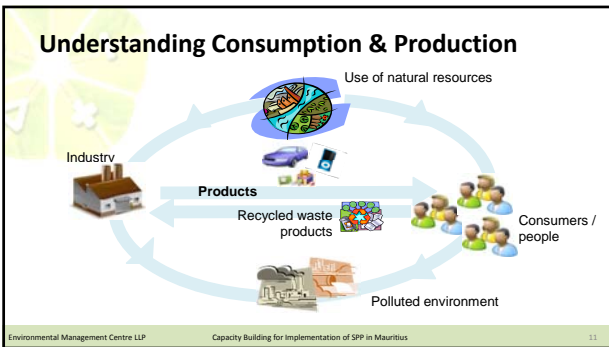 Understanding Consumption & Production
Use of natural resources
Industry
Products
Recycled waste
products
Consumers /
people
Polluted environment
Environmental Management Centre LLP
Capacity Building for Implementation of SPP in Mauritius
11